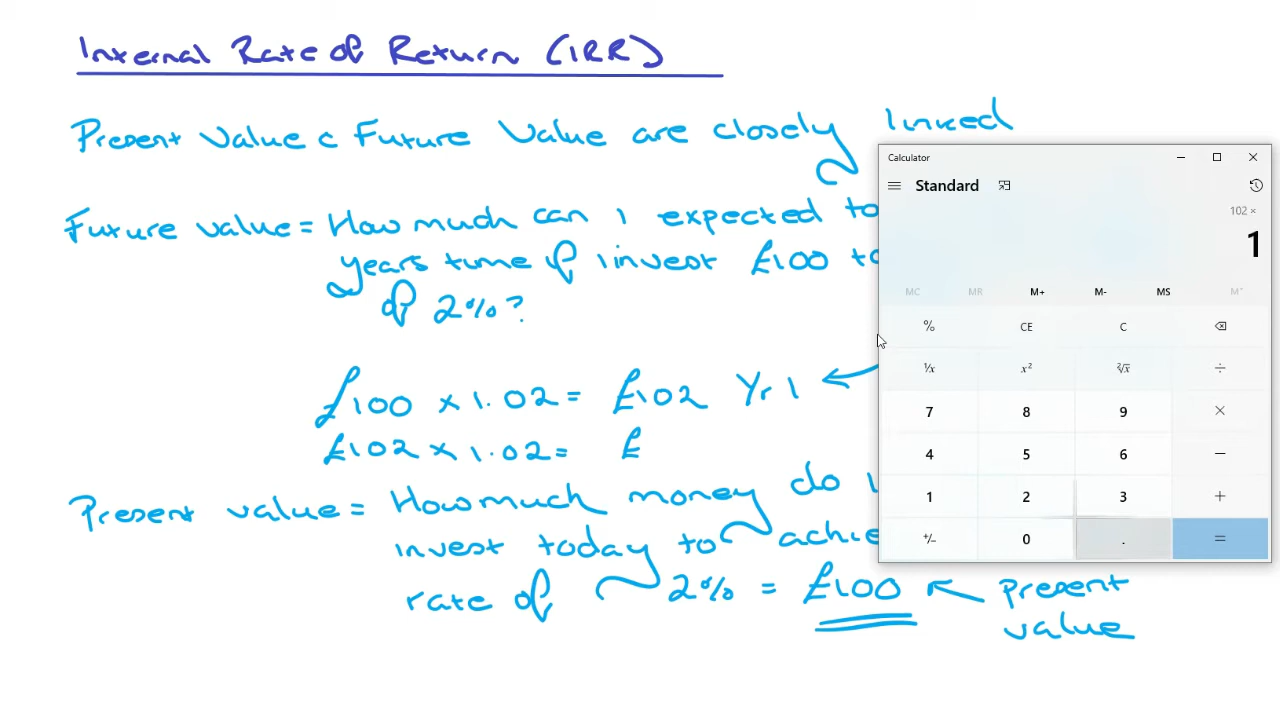 Internal Rate of Return (IRR)
Present Value & Future Value are closely linked
Future value = How much can I expected to
years time if invest £100 to
of 2%?
£100 x 1.02 = £102 Yr 1
£102 x 1.02 = £
Present value = How much money do I
invest today to achie
rate of 2% = £100 ← present
value
Calculator
Standard
102 ×
1
MC MR M+ M- MS M˅
% CE C
¹/x x² ²√x ÷
7 8 9 ×
4 5 6 −
1 2 3 +
+/− 0 . =